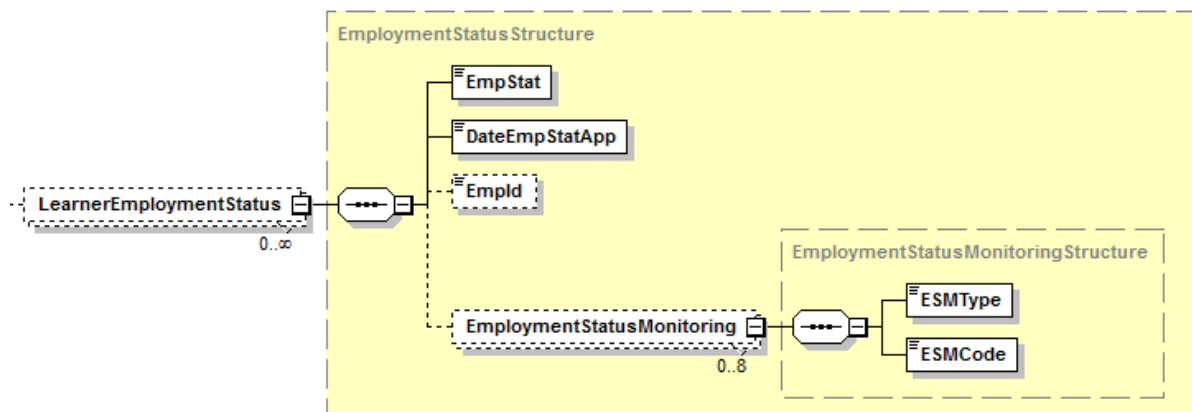 EmploymentStatusStructure
EmpStat
DateEmpStatApp
EmpId
LearnerEmploymentStatus
0..∞
EmploymentStatusMonitoringStructure
ESMType
EmploymentStatusMonitoring
0..8
ESMCode